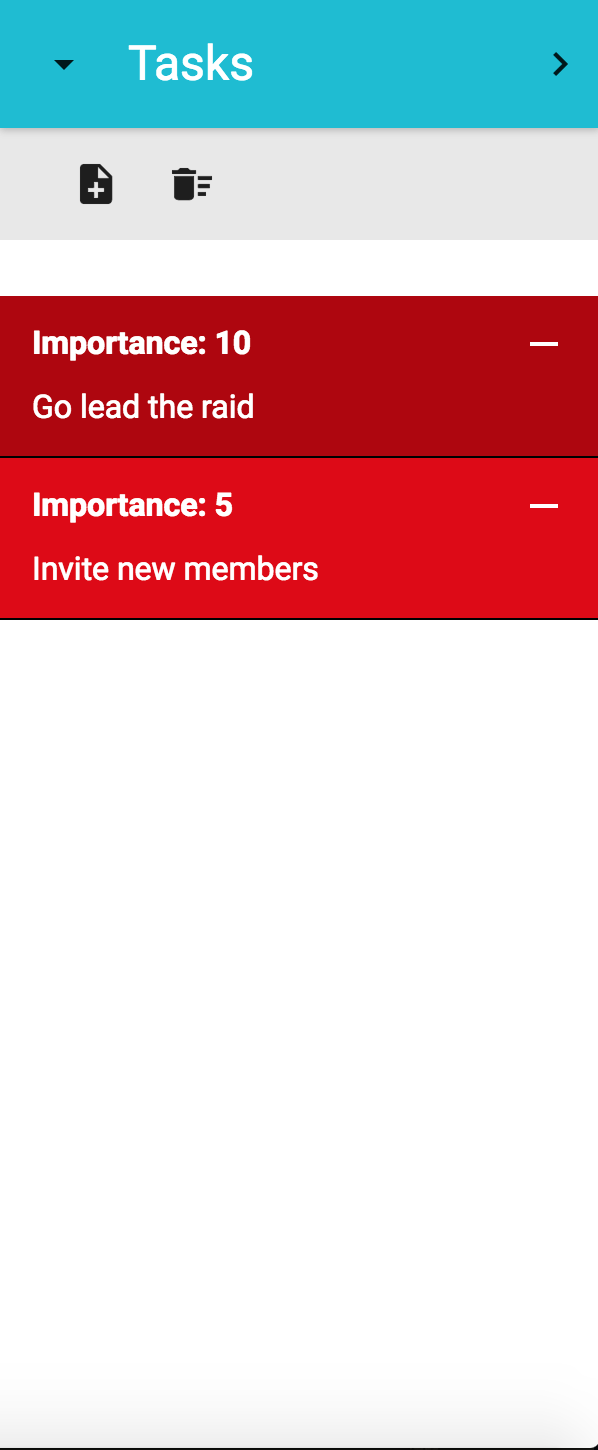 Tasks
Importance: 10
Go lead the raid
Importance: 5
Invite new members